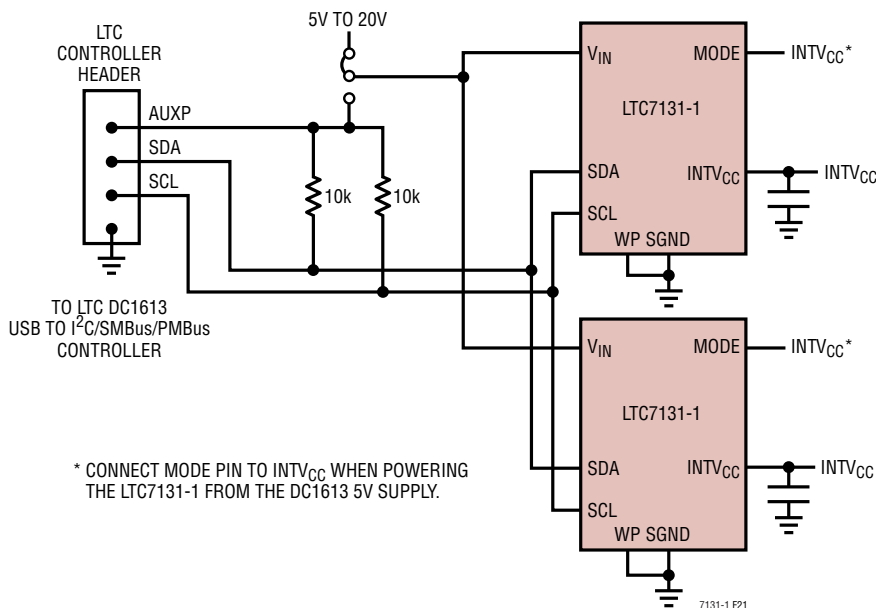 LTC
CONTROLLER
HEADER
5V TO 20V
AUXP
SDA
SCL
10k
10k
TO LTC DC1613
USB TO I2C/SMBus/PMBus
CONTROLLER
VIN
MODE
INTVCC*
LTC7131-1
SDA
INTVCC
INTVCC
SCL
WP SGND
VIN
MODE
INTVCC*
LTC7131-1
SDA
INTVCC
INTVCC
SCL
WP SGND
* CONNECT MODE PIN TO INTVCC WHEN POWERING
THE LTC7131-1 FROM THE DC1613 5V SUPPLY.
7131-1 F21